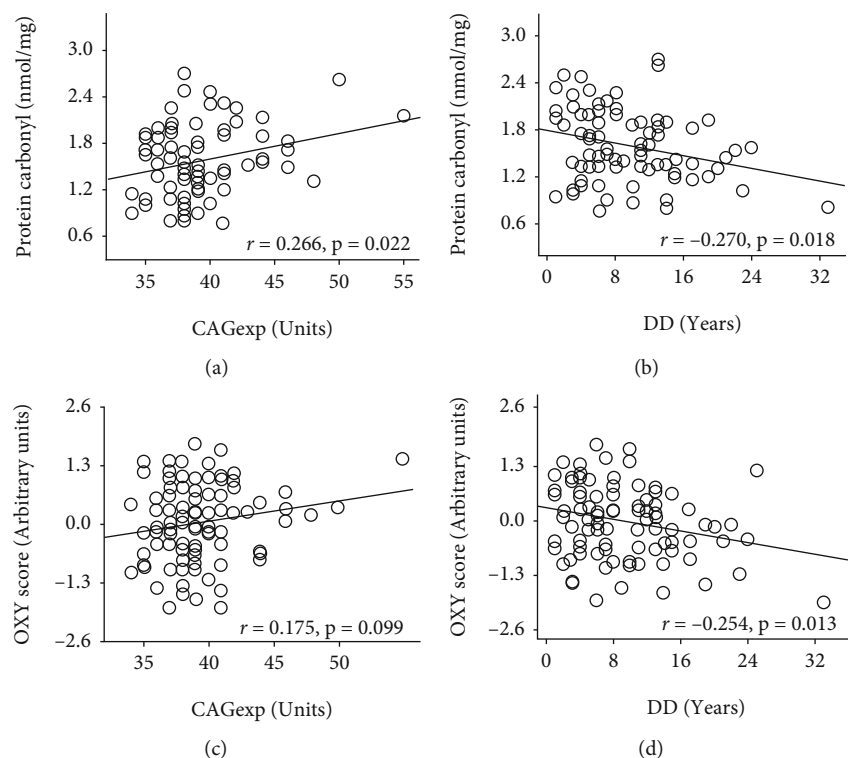 Protein carbonyl (nmol/mg)
3.0
2.4
1.8
1.2
0.6
r = 0.266, p = 0.022
35 40 45 50 55
CAGexp (Units)
(a)
Protein carbonyl (nmol/mg)
3.0
2.4
1.8
1.2
0.6
r = –0.270, p = 0.018
0 8 16 24 32
DD (Years)
(b)
OXY score (Arbitrary units)
2.6
1.3
0.0
–1.3
–2.6
r = 0.175, p = 0.099
35 40 45 50
CAGexp (Units)
(c)
OXY score (Arbitrary units)
2.6
1.3
0.0
–1.3
–2.6
r = –0.254, p = 0.013
0 8 16 24 32
DD (Years)
(d)